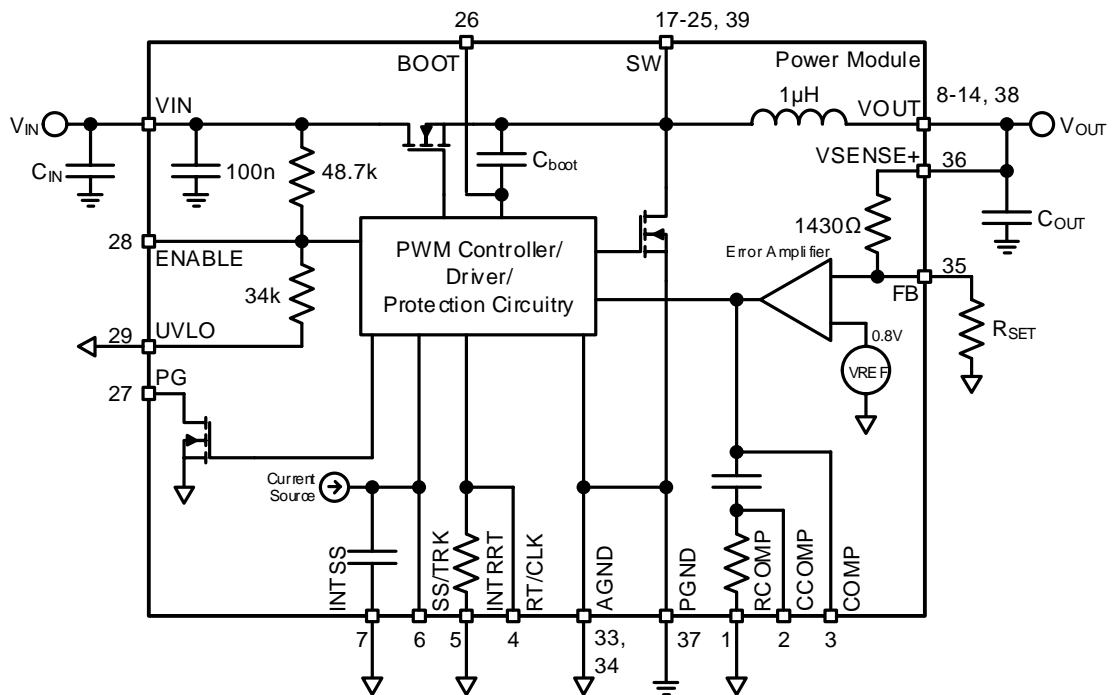 26
17-25, 39
BOOT
SW
Power Module
VIN
1µH
VOUT
8-14, 38
VIN
VOUT
VSENSE+
36
CIN
100n
48.7k
Cboot
1430Ω
COUT
28
ENABLE
PWM Controller/
Driver/
Protection Circuitry
Error Amplifier
35
FB
34k
RSET
29
UVLO
0.8V
VREF
27
PG
Current
Source
INTSS
SS/TRK
INTRRT
RT/CLK
AGND
PGND
RCOMP
CCOMP
COMP
7
6
5
4
33,
34
37
1
2
3